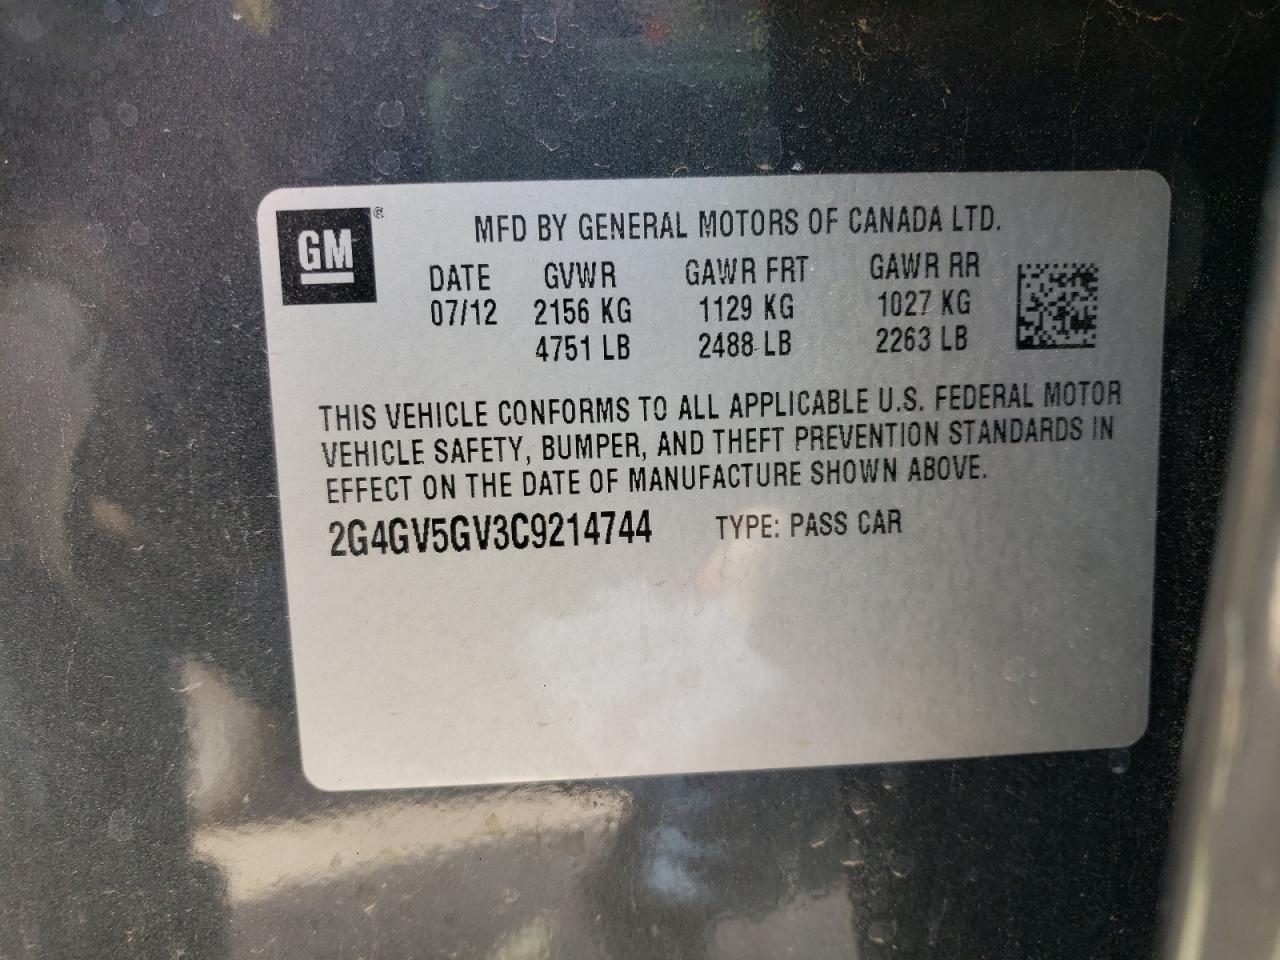 GM®
MFD BY GENERAL MOTORS OF CANADA LTD.
DATE GVWR GAWR FRT GAWR RR
07/12 2156 KG 1129 KG 1027 KG
4751 LB 2488 LB 2263 LB
THIS VEHICLE CONFORMS TO ALL APPLICABLE U.S. FEDERAL MOTOR
VEHICLE SAFETY, BUMPER, AND THEFT PREVENTION STANDARDS IN
EFFECT ON THE DATE OF MANUFACTURE SHOWN ABOVE.
2G4GV5GV3C9214744 TYPE: PASS CAR